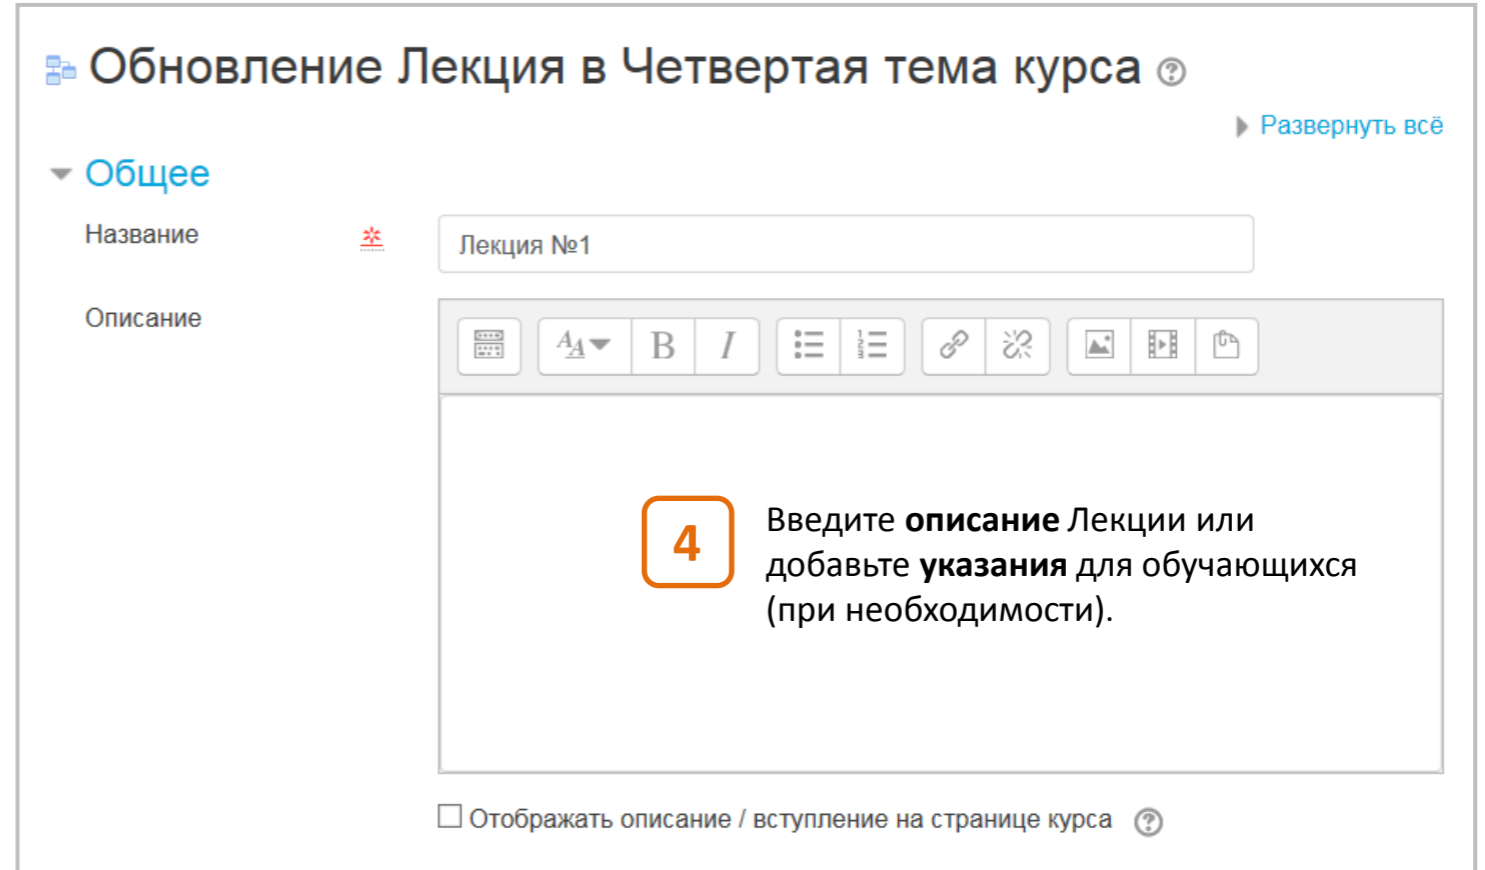 Обновление Лекция в Четвертая тема курса
Развернуть всё
Общее
Название
Лекция №1
Описание
4
Введите описание Лекции или
добавьте указания для обучающихся
(при необходимости).
Отображать описание / вступление на странице курса